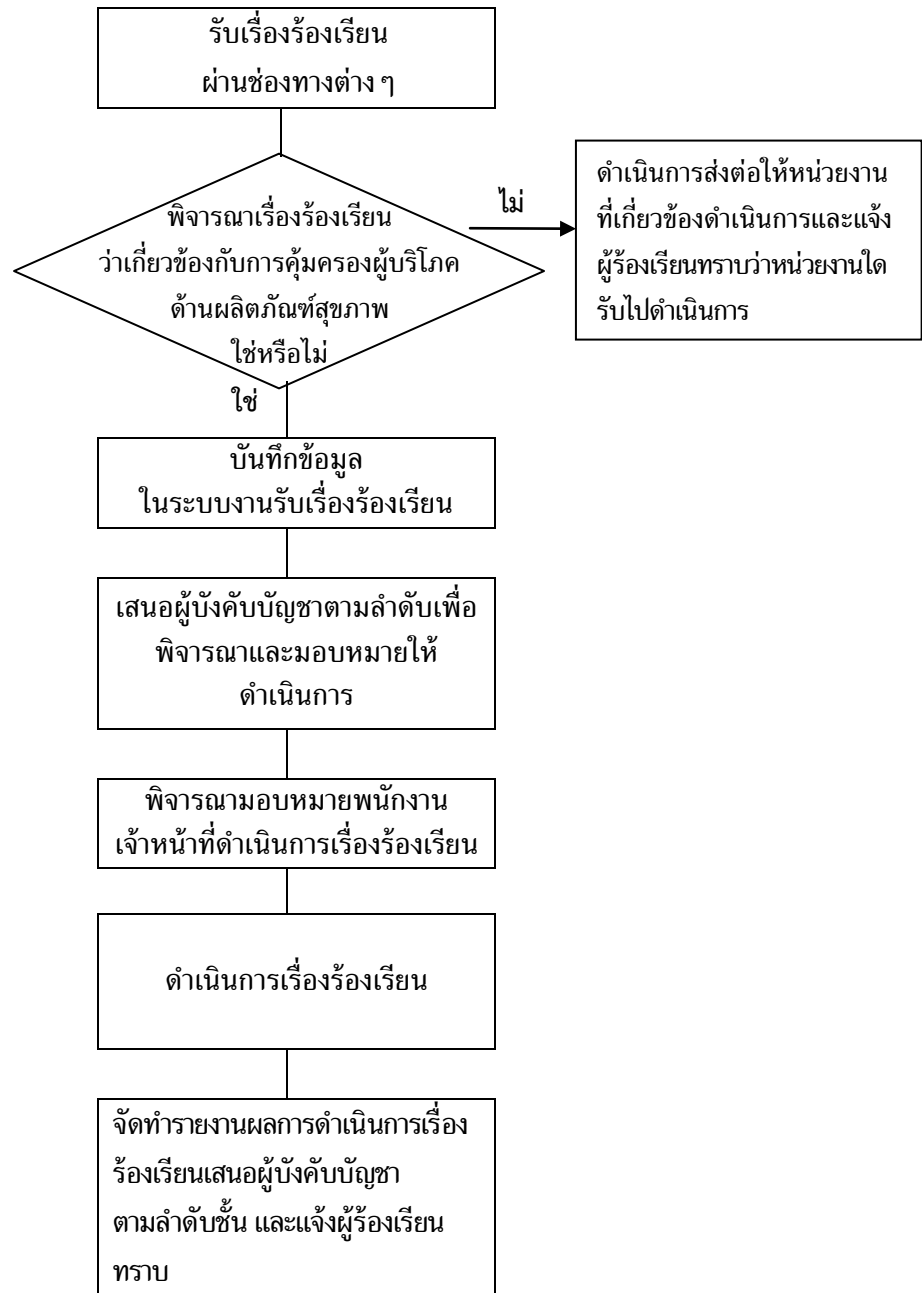 รับเรื่องร้องเรียน
ผ่านช่องทางต่าง ๆ
พิจารณาเรื่องร้องเรียน
ว่าเกี่ยวข้องกับการคุ้มครองผู้บริโภค
ด้านผลิตภัณฑ์สุขภาพ
ใช่หรือไม่
ไม่
ดำเนินการส่งต่อให้หน่วยงาน
ที่เกี่ยวข้องดำเนินการและแจ้ง
ผู้ร้องเรียนทราบว่าหน่วยงานใด
รับไปดำเนินการ
ใช่
บันทึกข้อมูล
ในระบบงานรับเรื่องร้องเรียน
เสนอผู้บังคับบัญชาตามลำดับเพื่อ
พิจารณาและมอบหมายให้
ดำเนินการ
พิจารณามอบหมายพนักงาน
เจ้าหน้าที่ดำเนินการเรื่องร้องเรียน
ดำเนินการเรื่องร้องเรียน
จัดทำรายงานผลการดำเนินการเรื่อง
ร้องเรียนเสนอผู้บังคับบัญชา
ตามลำดับชั้น และแจ้งผู้ร้องเรียน
ทราบ